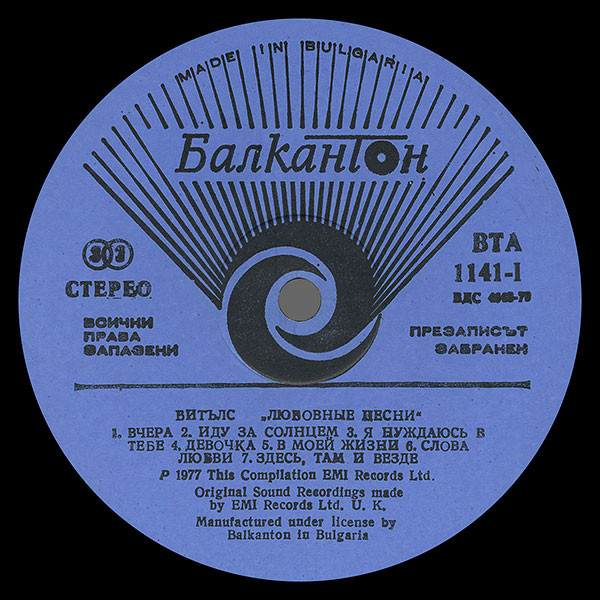 MADE IN BULGARIA
Балкантон
33
СТЕРЕО
ВСИЧКИ
ПРАВА
ЗАПАЗЕНИ
ВТА
1141-I
ВДС
ПРЕЗАПИСЪТ
ЗАБРАНЕН
ВИТЪЛС „ЛЮБОВНЫЕ ПЕСНИ“
1. ВЧЕРА 2. ИДУ ЗА СОЛНЦЕМ 3. Я НУЖДАЮСЬ В
ТЕБЕ 4. ДЕВОЧКА 5. В МОЕЙ ЖИЗНИ 6. СЛОВА
ЛЮБВИ 7. ЗДЕСЬ, ТАМ И ВЕЗДЕ
P 1977 This Compilation EMI Records Ltd.
Original Sound Recordings made
by EMI Records Ltd. U. K.
Manufactured under license by
Balkanton in Bulgaria